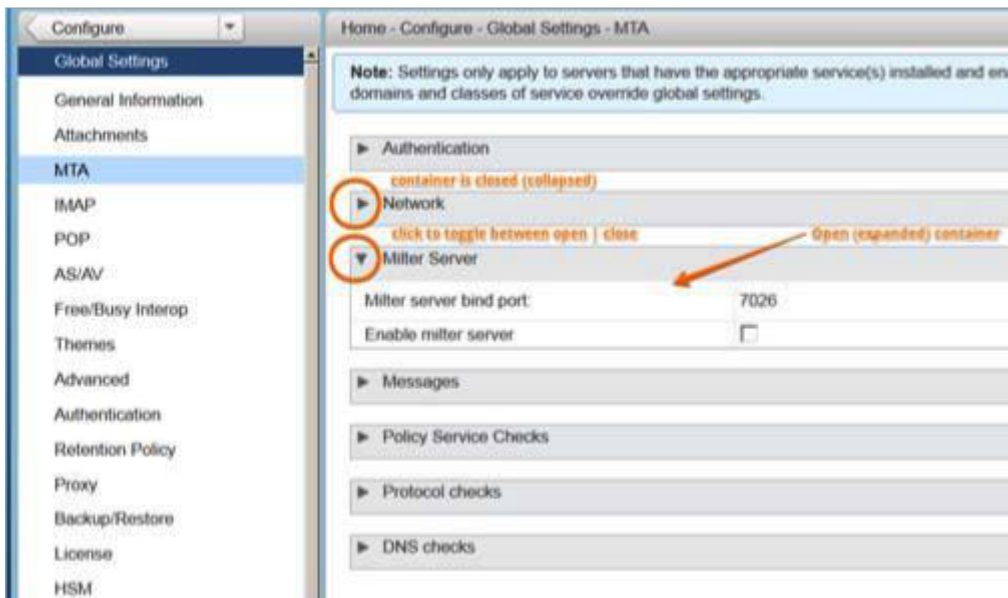 Configure
Global Settings
General Information
Attachments
MTA
IMAP
POP
AS/AV
Free/Busy Interop
Themes
Advanced
Authentication
Retention Policy
Proxy
Backup/Restore
License
HSM
Home - Configure - Global Settings - MTA
Note: Settings only apply to servers that have the appropriate service(s) installed and
domains and classes of service override global settings.
Authentication
container is closed (collapsed)
Network
click to toggle between open | close
Open (expanded) container
Milter Server
Milter server bind port: 7026
Enable milter server
Messages
Policy Service Checks
Protocol checks
DNS checks